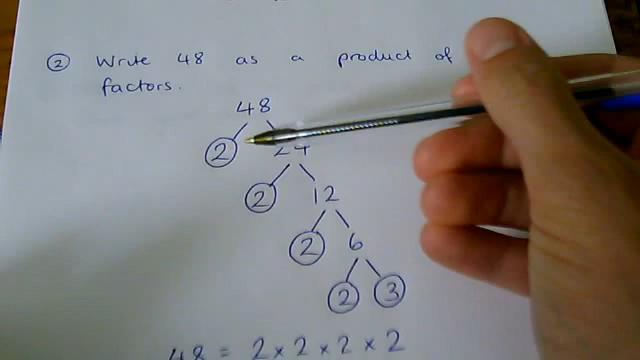 ② Write 48 as a product of
factors.
48
2 24
2 12
2 6
2 3
48 = 2 × 2 × 2 × 2